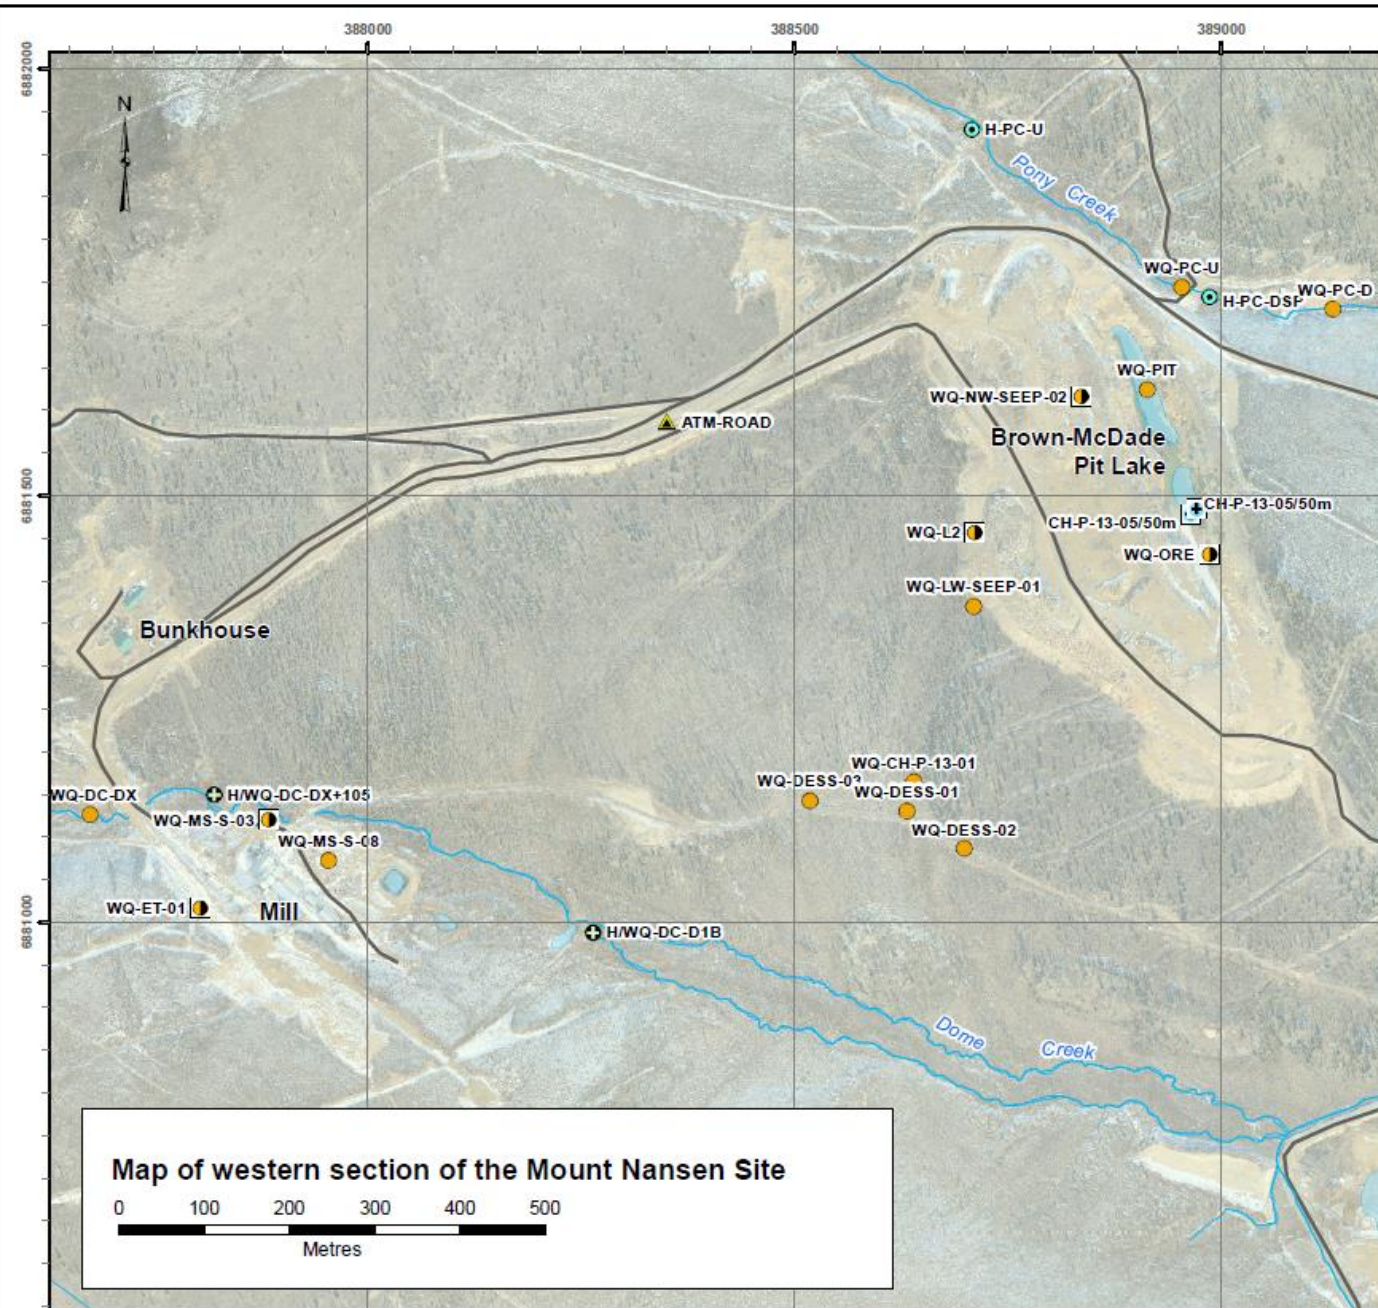 388000
388500
389000
6882000
N
H-PC-U
Pony Creek
WQ-PC-U
H-PC-DSP
WQ-PC-D
WQ-PIT
WQ-NW-SEEP-02
ATM-ROAD
Brown-McDade
Pit Lake
6881500
CH-P-13-05/50m
CH-P-13-05/50m
WQ-L2
WQ-ORE
WQ-LW-SEEP-01
Bunkhouse
WQ-CH-P-13-01
WQ-DESS-03
WQ-DESS-01
WQ-DC-DX
H/WQ-DC-DX+105
WQ-MS-S-03
WQ-DESS-02
WQ-MS-S-08
WQ-ET-01
Mill
6881000
H/WQ-DC-D1B
Dome Creek
Map of western section of the Mount Nansen Site
0 100 200 300 400 500
Metres